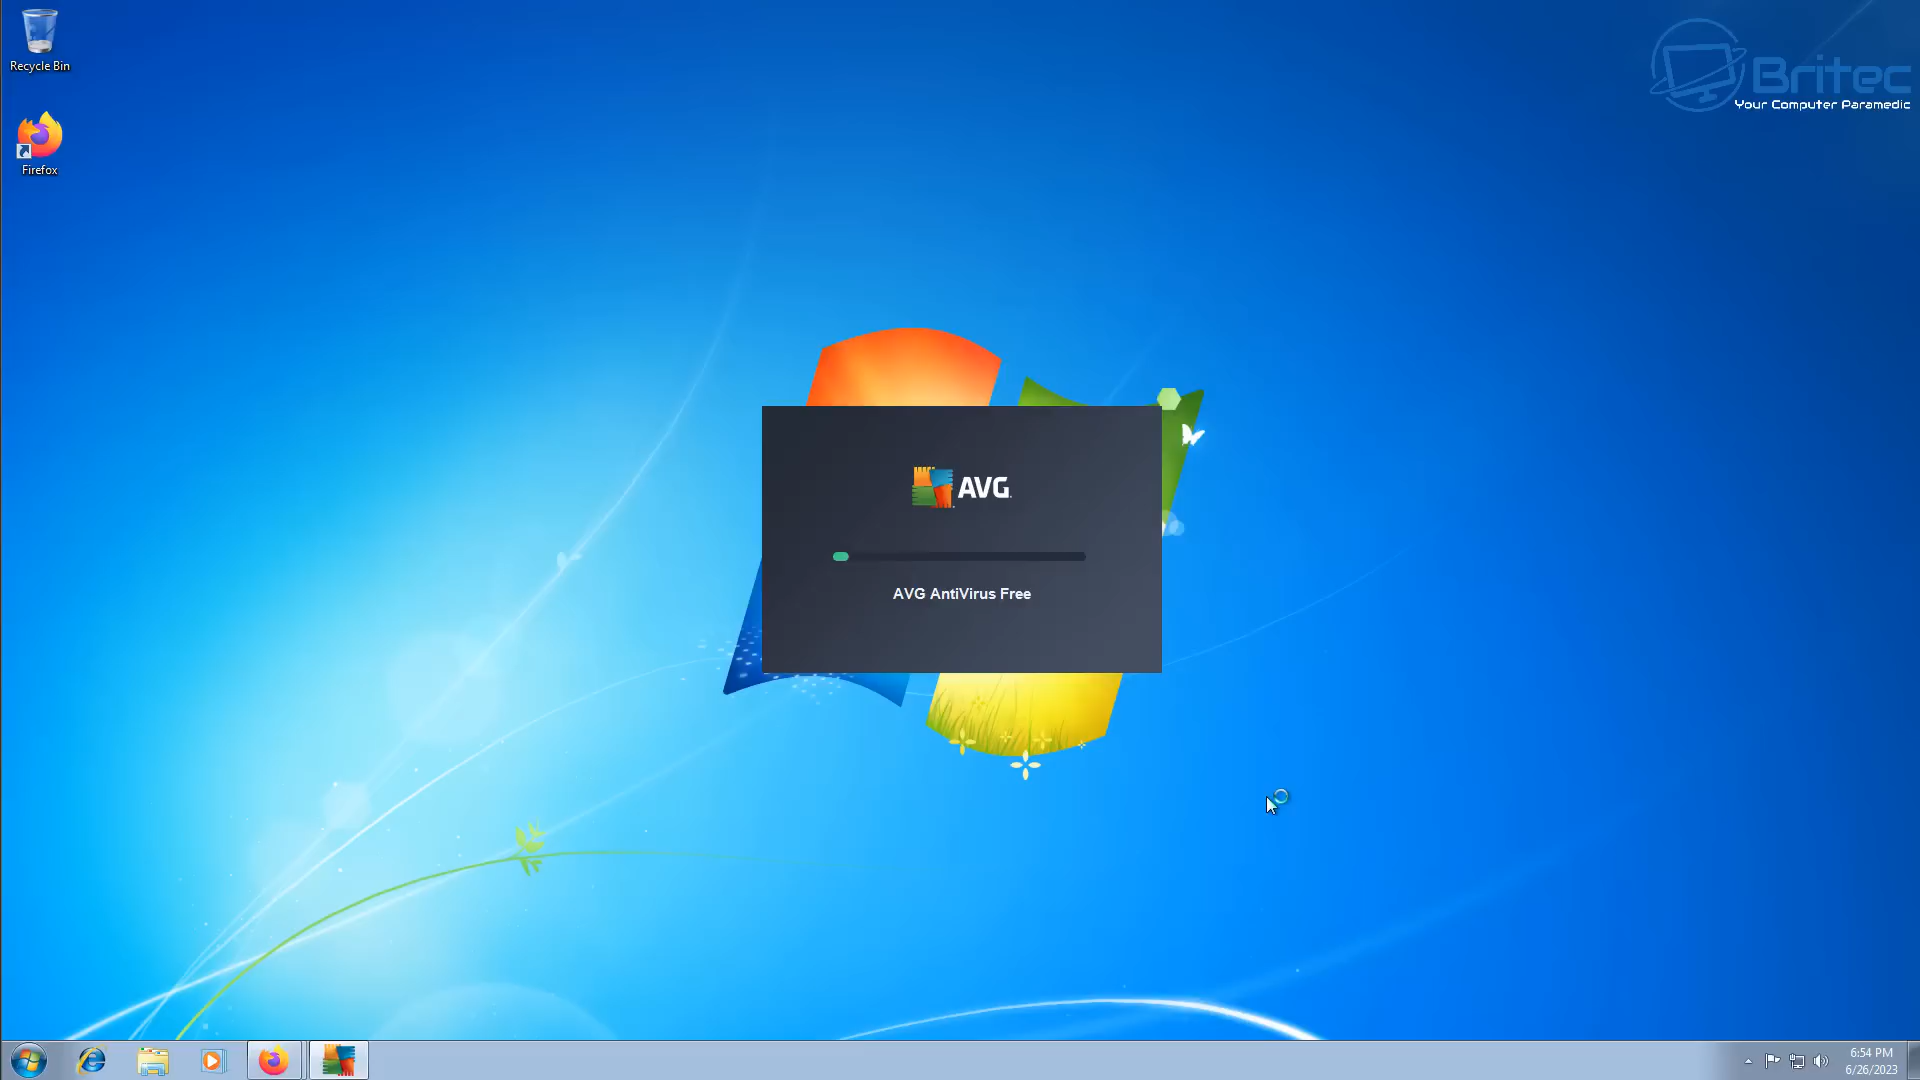 Recycle Bin
Firefox
Britec
Your Computer Paramedic
AVG
AVG AntiVirus Free
6:54 PM
6/26/2023